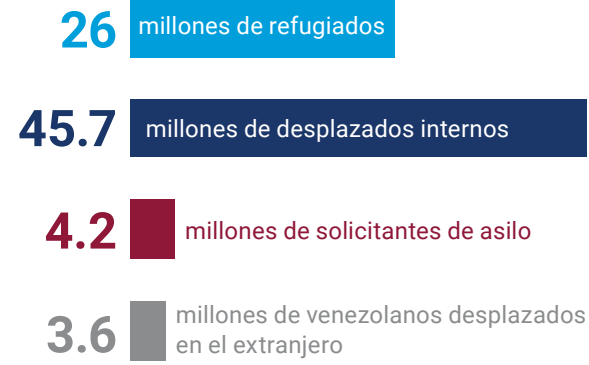 26 millones de refugiados
45.7 millones de desplazados internos
4.2 millones de solicitantes de asilo
3.6 millones de venezolanos desplazados
en el extranjero